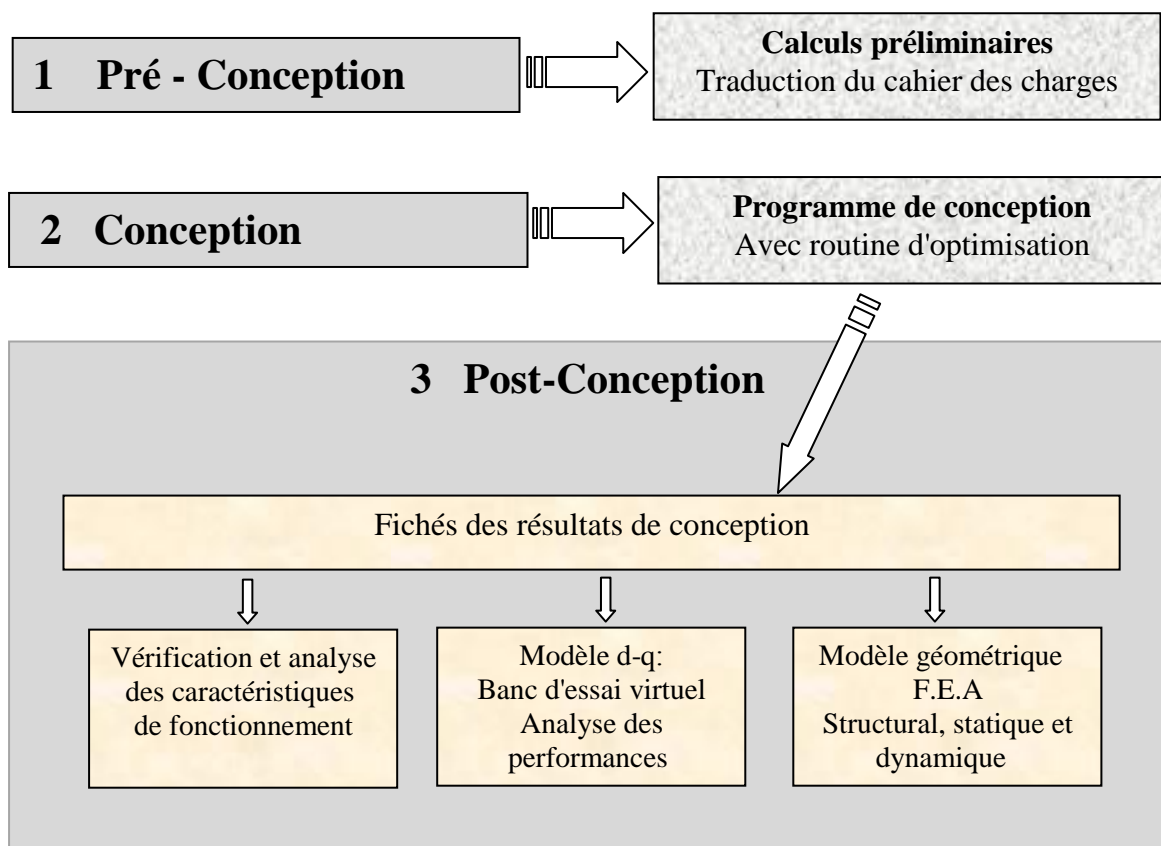 1 Pré - Conception
Calculs préliminaires
Traduction du cahier des charges
2 Conception
Programme de conception
Avec routine d'optimisation
3 Post-Conception
Fichés des résultats de conception
Vérification et analyse
des caractéristiques
de fonctionnement
Modèle d-q:
Banc d'essai virtuel
Analyse des
performances
Modèle géométrique
F.E.A
Structural, statique et
dynamique